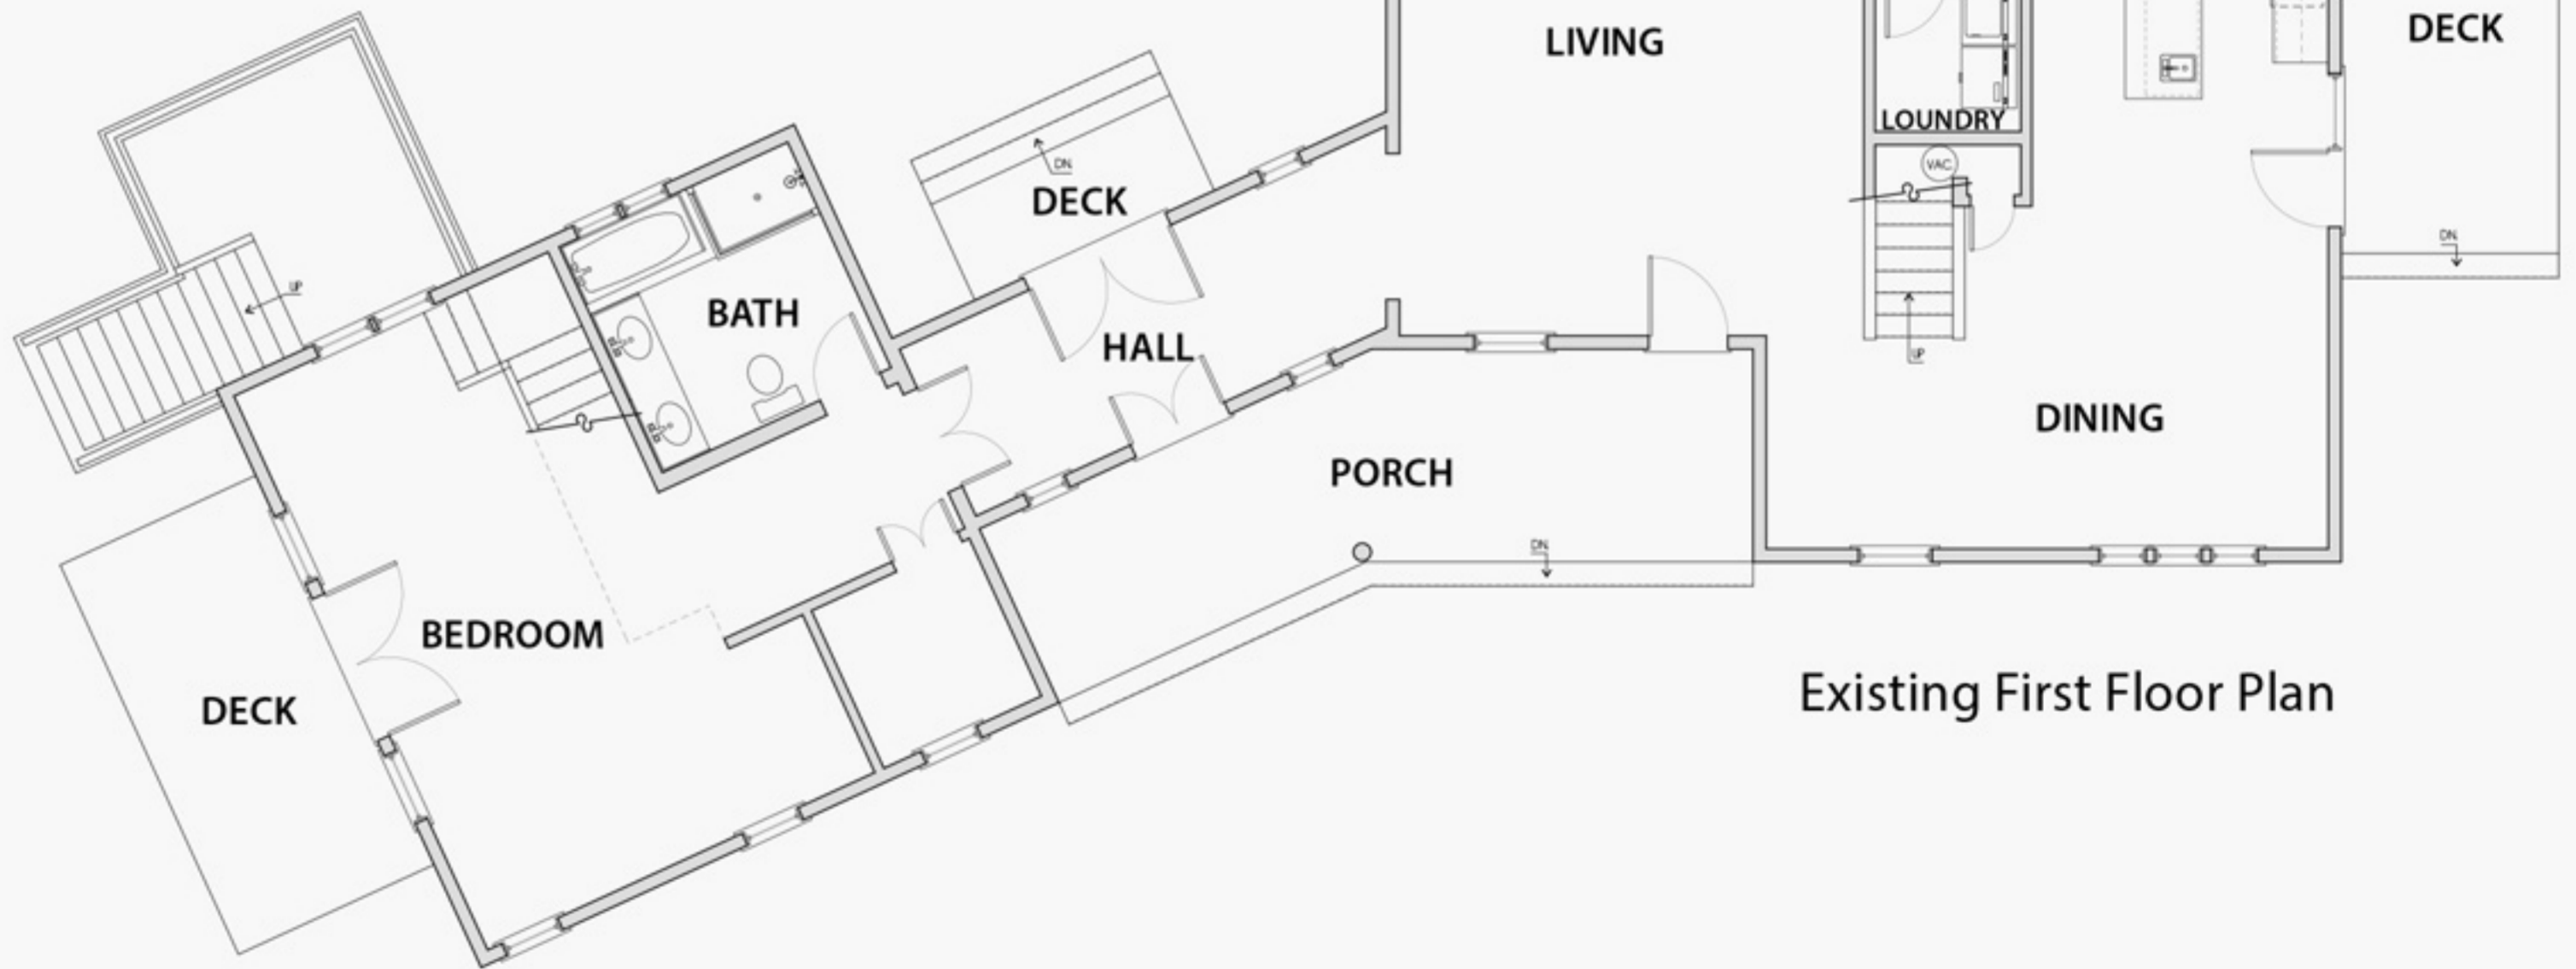 LIVING
DECK
LOUNDRY
VAC.
DN.
DECK
DN.
UP
BATH
HALL
UP
DINING
PORCH
DN.
BEDROOM
DECK
Existing First Floor Plan